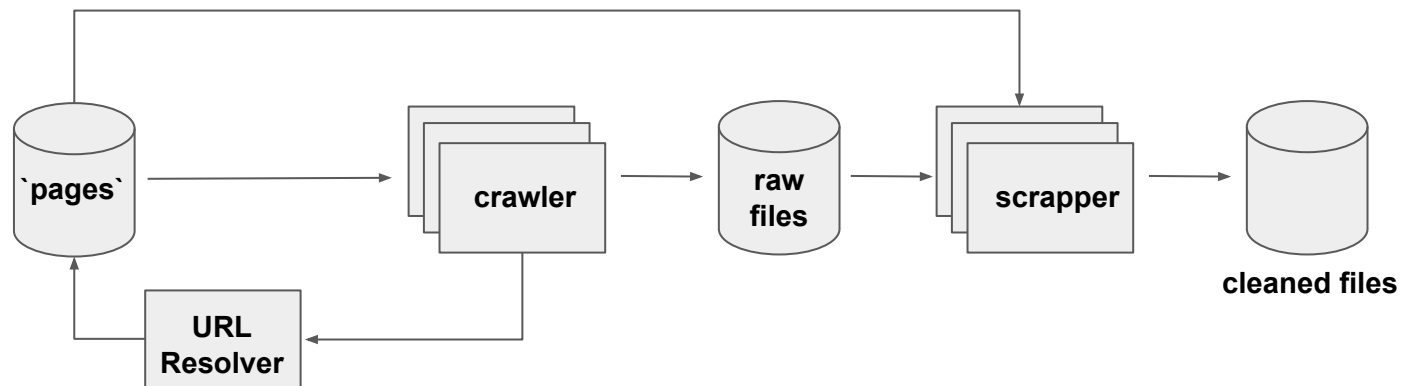 `pages`
crawler
raw
files
scrapper
cleaned files
URL
Resolver